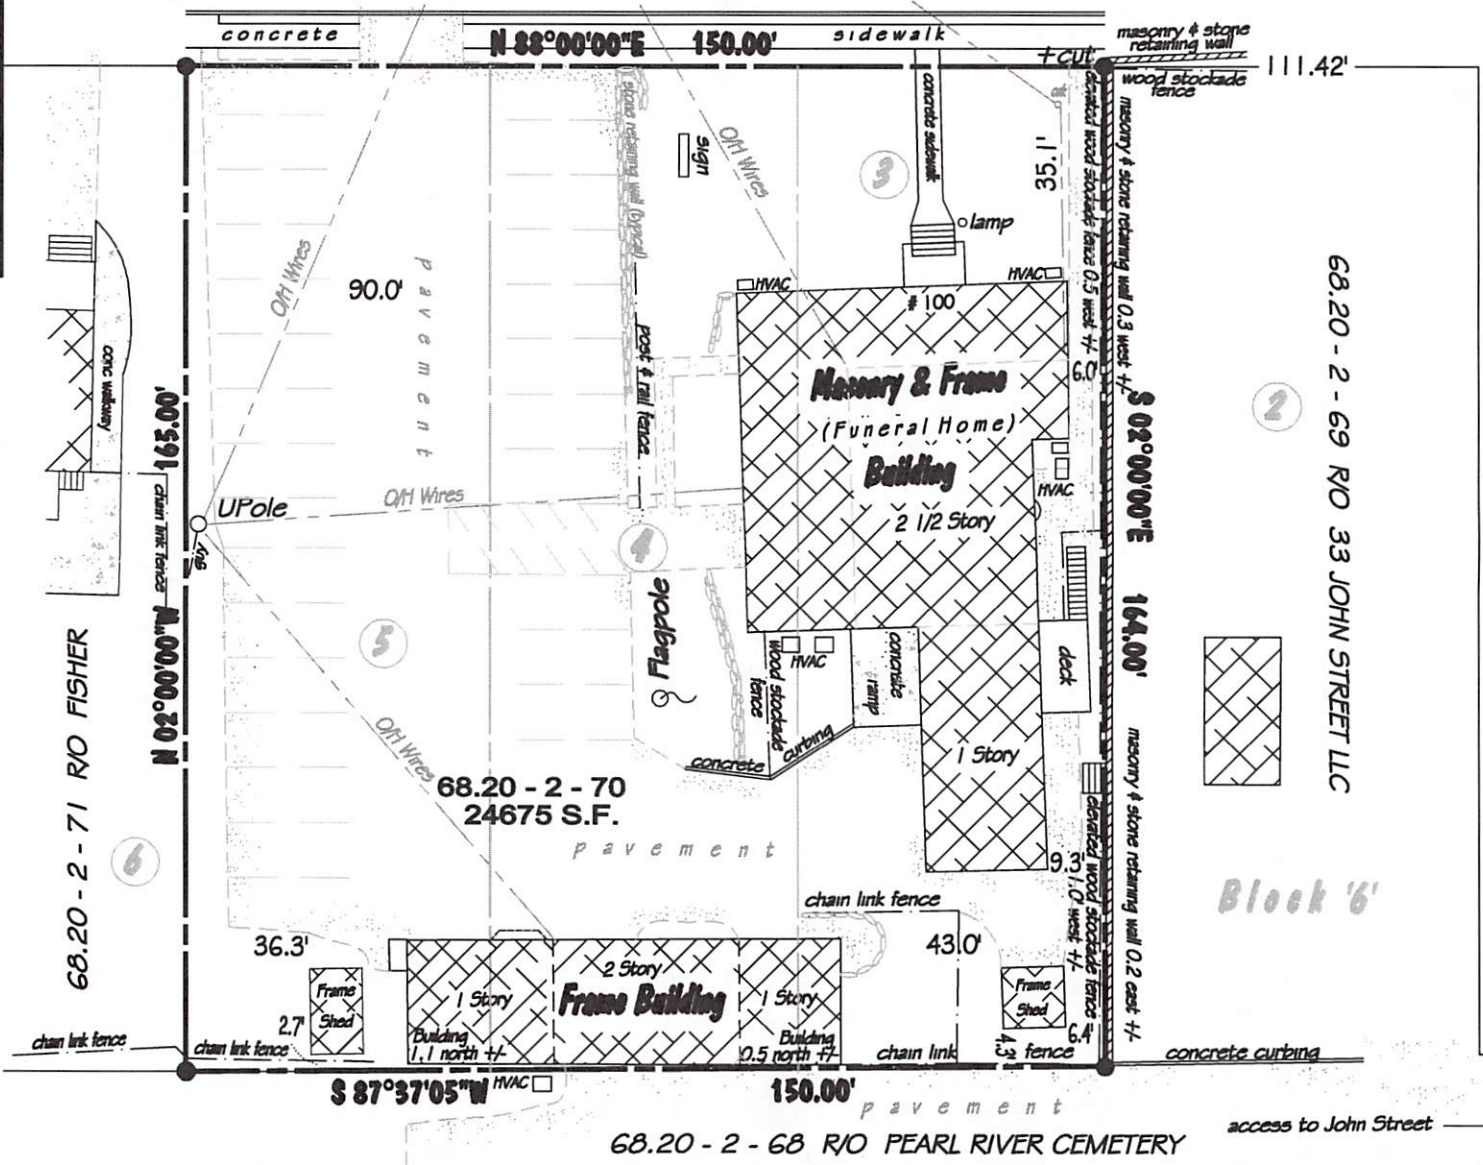 concrete
N 88°00'00"E 150.00'
sidewalk
+cut
masonry & stone
retaining wall
111.42'
wood stockade
fence
O/H Wires
stone retaining wall (typical)
sign
O/H Wires
3
concrete sidewalk
cut
35.1'
lamp
elevated wood stockade fence 0.5 west +/-
masonry & stone retaining wall 0.3 west +/-
90.0'
pavement
HVAC
HVAC
# 100
6.0'
conc walkway
post & rail fence
Masonry & Frame
(Funeral Home)
Building
2 1/2 Story
HVAC
2
68.20 - 2 - 69 R/O 33 JOHN STREET LLC
S 02°00'00"E 164.00'
N 02°00'00"W 165.00'
chain link fence
UPole
guy
O/H Wires
4
5
Flagpole
HVAC
wood stockade
fence
concrete
ramp
deck
concrete curbing
1 Story
68.20 - 2 - 71 R/O FISHER
6
O/H Wires
68.20 - 2 - 70
24675 S.F.
pavement
9.3'
1.0' west +/-
elevated wood stockade fence
masonry & stone retaining wall 0.2 east +/-
Block '6'
chain link fence
43.0'
36.3'
Frame
Shed
2.7'
1 Story
2 Story
Frame Building
1 Story
Frame
Shed
6.4'
4.3'
chain link fence
chain link fence
Building
1.1 north +/-
Building
0.5 north +/-
chain link fence
concrete curbing
S 87°37'05"W
HVAC
150.00'
pavement
access to John Street
68.20 - 2 - 68 R/O PEARL RIVER CEMETERY